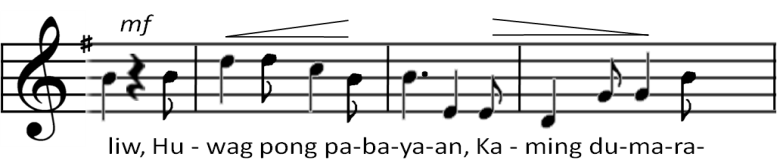 mf
liw, Hu - wag pong pa-ba-ya-an, Ka - ming du-ma-ra-